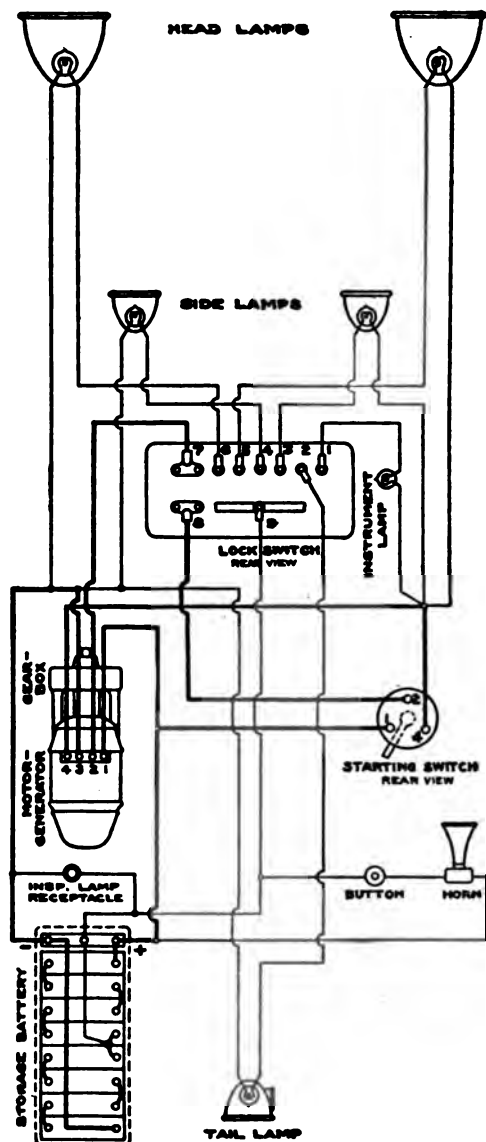 HEAD LAMPS
SIDE LAMPS
7 6 5 4 3 2 1
8 9
LOCK SWITCH
REAR VIEW
INSTRUMENT
LAMP
GEAR-
BOX
MOTOR-
GENERATOR
4 3 2 1
2
1
STARTING SWITCH
REAR VIEW
INSP. LAMP
RECEPTACLE
BUTTON
HORN
- +
STORAGE BATTERY
TAIL LAMP